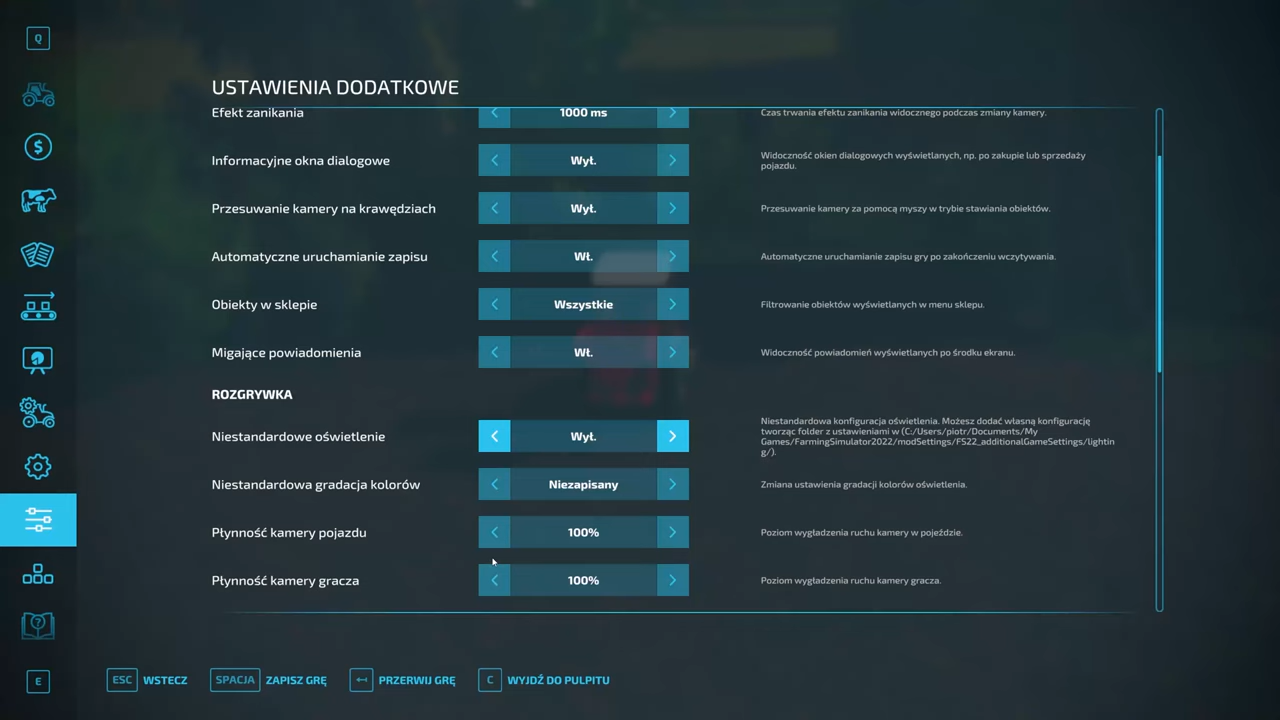 Q
USTAWIENIA DODATKOWE
Efekt zanikania
1000 ms
Czas trwania efektu zanikania widocznego podczas zmiany kamery.
Informacyjne okna dialogowe
Wył.
Widoczność okien dialogowych wyświetlanych, np. po zakupie lub sprzedaży
pojazdu.
Przesuwanie kamery na krawędziach
Wył.
Przesuwanie kamery za pomocą myszy w trybie stawiania obiektów.
Automatyczne uruchamianie zapisu
Wł.
Automatyczne uruchamianie zapisu gry po zakończeniu wczytywania.
Obiekty w sklepie
Wszystkie
Filtrowanie obiektów wyświetlanych w menu sklepu.
Migające powiadomienia
Wł.
Widoczność powiadomień wyświetlanych po środku ekranu.
ROZGRYWKA
Niestandardowe oświetlenie
Wył.
Niestandardowa konfiguracja oświetlenia. Możesz dodać własną konfigurację
tworząc folder z ustawieniami w (C:/Users/piotr/Documents/My
Games/FarmingSimulator2022/modSettings/FS22_additionalGameSettings/lightin
g/).
Niestandardowa gradacja kolorów
Niezapisany
Zmiana ustawienia gradacji kolorów oświetlenia.
Płynność kamery pojazdu
100%
Poziom wygładzenia ruchu kamery w pojeździe.
Płynność kamery gracza
100%
Poziom wygładzenia ruchu kamery gracza.
E
ESC WSTECZ SPACJA ZAPISZ GRĘ PRZERWIJ GRĘ C WYJDŹ DO PULPITU